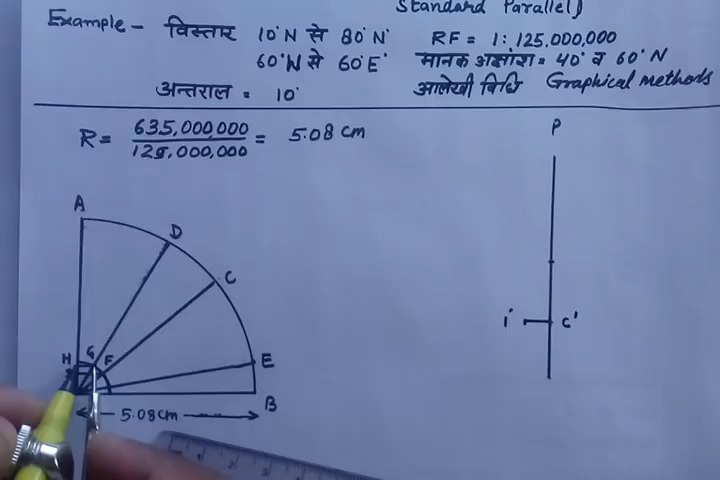 Standard Parallel
Example - विस्तार 10°N से 80°N
RF = 1:125,000,000
60°W से 60°E
मानक अक्षांश = 40° व 60° N
अन्तराल = 10°
आलेखी विधि Graphical Methods
R = 635,000,000 / 125,000,000 = 5.08 cm
P
A
D
C
i C'
H G F
E
B
5.08cm